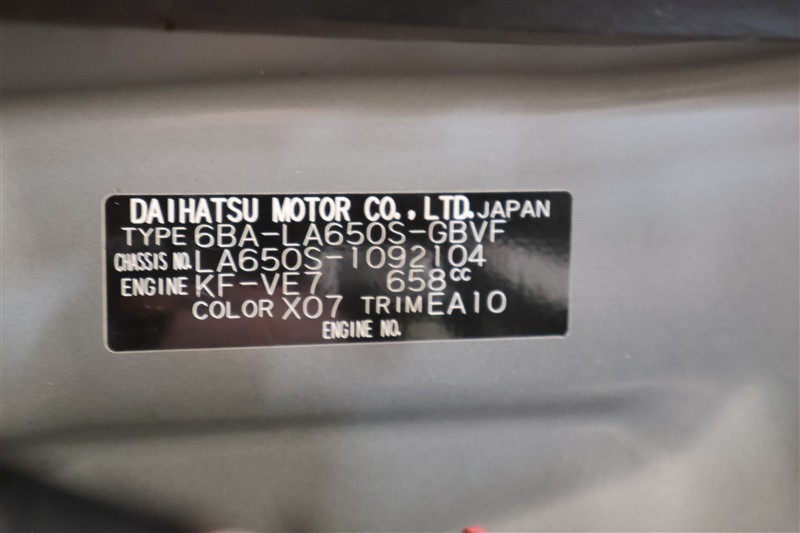 DAIHATSU MOTOR CO., LTD. JAPAN
TYPE 6BA-LA650S-GBVF
CHASSIS NO. LA650S-1092104
ENGINE KF-VE7 658cc
COLOR X07 TRIM EA10
ENGINE NO.